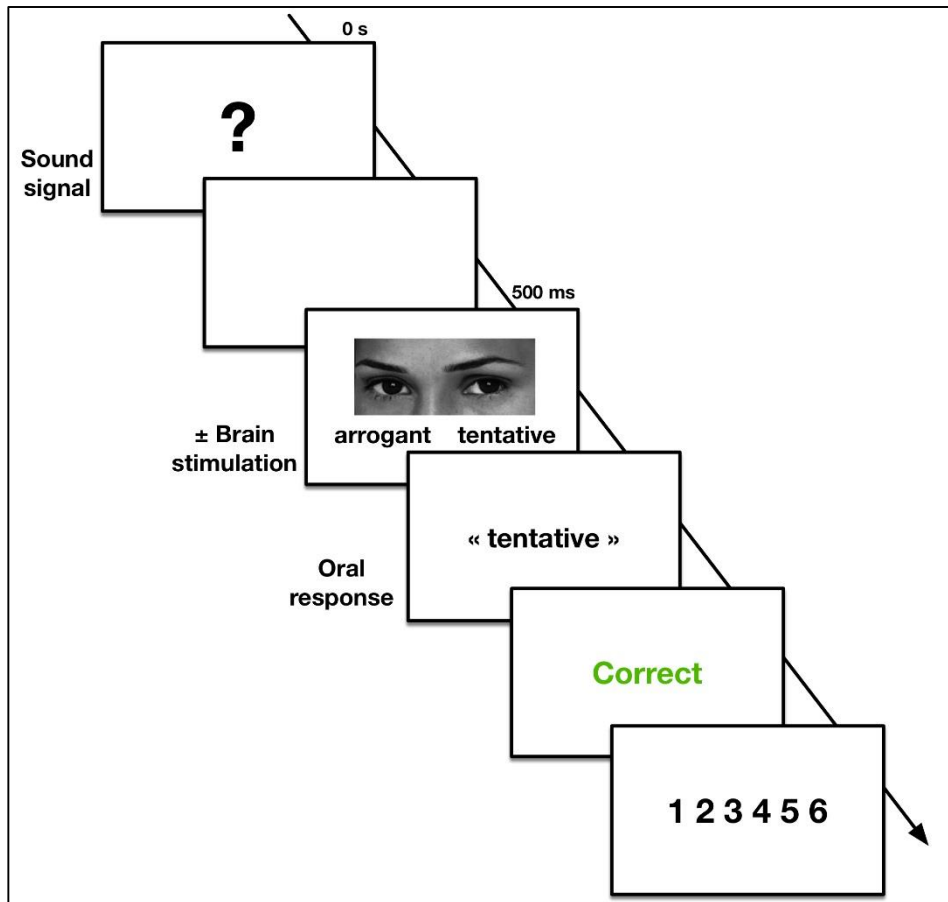 0 s
?
Sound
signal
500 ms
arrogant tentative
± Brain
stimulation
« tentative »
Oral
response
Correct
1 2 3 4 5 6